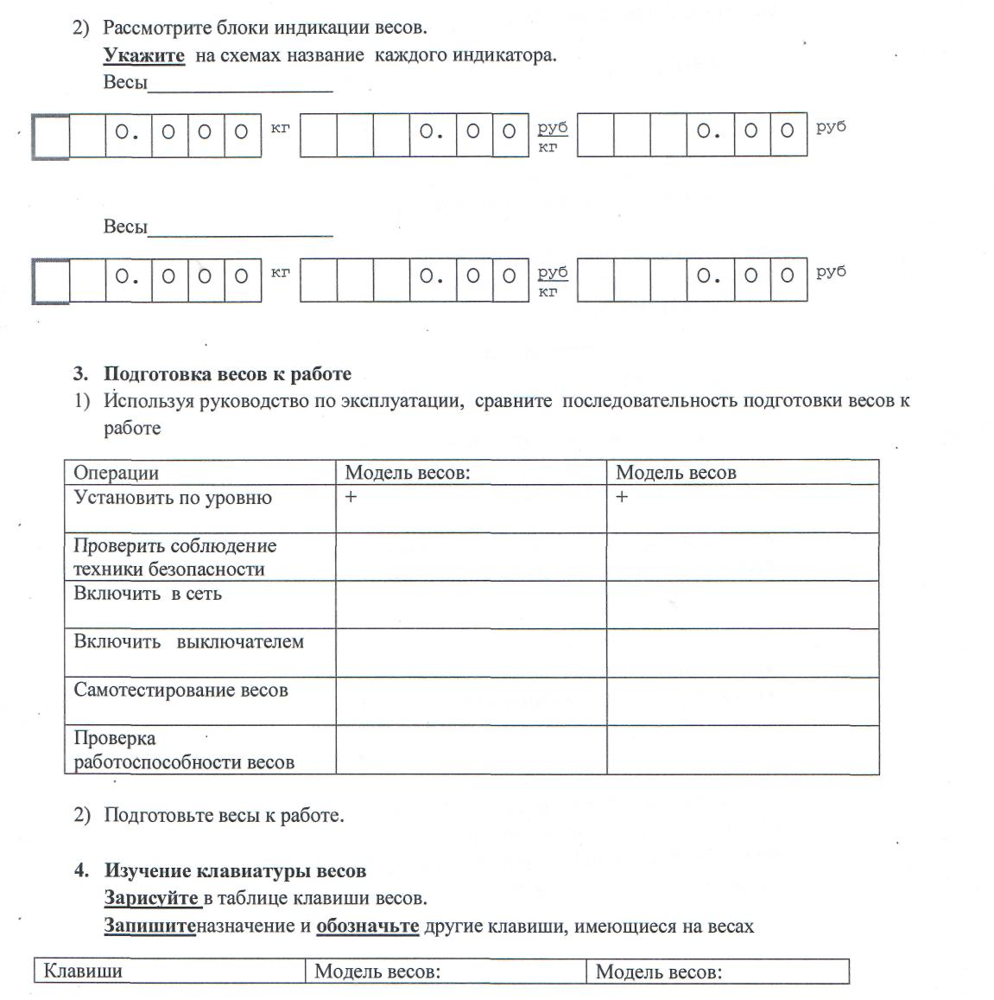 2) Рассмотрите блоки индикации весов.
Укажите на схемах название каждого индикатора.
Весы__________________
0. 0 0 0 кг 0. 0 0 руб/кг 0. 0 0 руб
Весы__________________
0. 0 0 0 кг 0. 0 0 руб/кг 0. 0 0 руб
3. Подготовка весов к работе
1) Используя руководство по эксплуатации, сравните последовательность подготовки весов к
работе
Операции Модель весов: Модель весов
Установить по уровню + +
Проверить соблюдение
техники безопасности
Включить в сеть
Включить выключателем
Самотестирование весов
Проверка
работоспособности весов
2) Подготовьте весы к работе.
4. Изучение клавиатуры весов
Зарисуйте в таблице клавиши весов.
Запишитеназначение и обозначьте другие клавиши, имеющиеся на весах
Клавиши Модель весов: Модель весов: